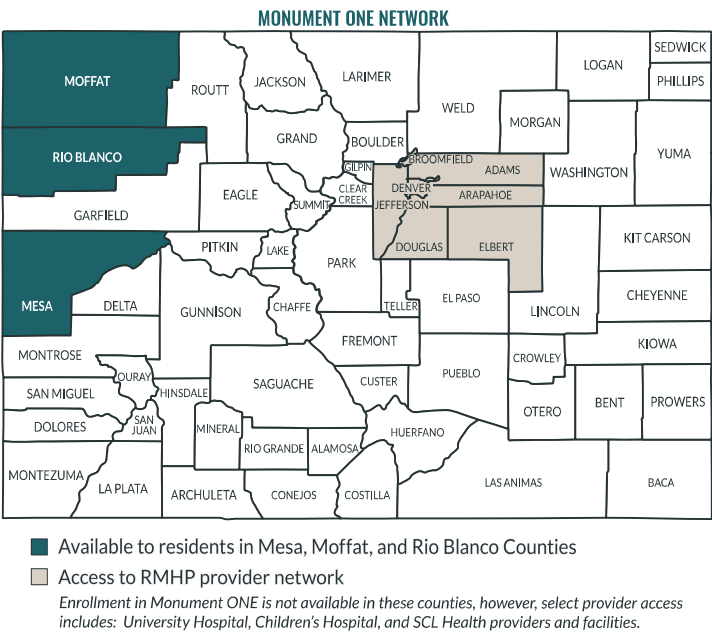 MONUMENT ONE NETWORK
MOFFAT
ROUTT
JACKSON
LARIMER
WELD
LOGAN
SEDWICK
PHILLIPS
MORGAN
RIO BLANCO
GRAND
BOULDER
BROOMFIELD
GILPIN
ADAMS
WASHINGTON
YUMA
GARFIELD
EAGLE
SUMMIT
CLEAR
CREEK
DENVER
JEFFERSON
ARAPAHOE
PITKIN
LAKE
PARK
DOUGLAS
ELBERT
KIT CARSON
MESA
DELTA
GUNNISON
CHAFFE
TELLER
EL PASO
LINCOLN
CHEYENNE
MONTROSE
OURAY
FREMONT
CROWLEY
KIOWA
SAN MIGUEL
HINSDALE
SAGUACHE
CUSTER
PUEBLO
OTERO
BENT
PROWERS
DOLORES
SAN
JUAN
MINERAL
RIO GRANDE
ALAMOSA
HUERFANO
MONTEZUMA
LA PLATA
ARCHULETA
CONEJOS
COSTILLA
LAS ANIMAS
BACA
Available to residents in Mesa, Moffat, and Rio Blanco Counties
Access to RMHP provider network
Enrollment in Monument ONE is not available in these counties, however, select provider access
includes: University Hospital, Children's Hospital, and SCL Health providers and facilities.